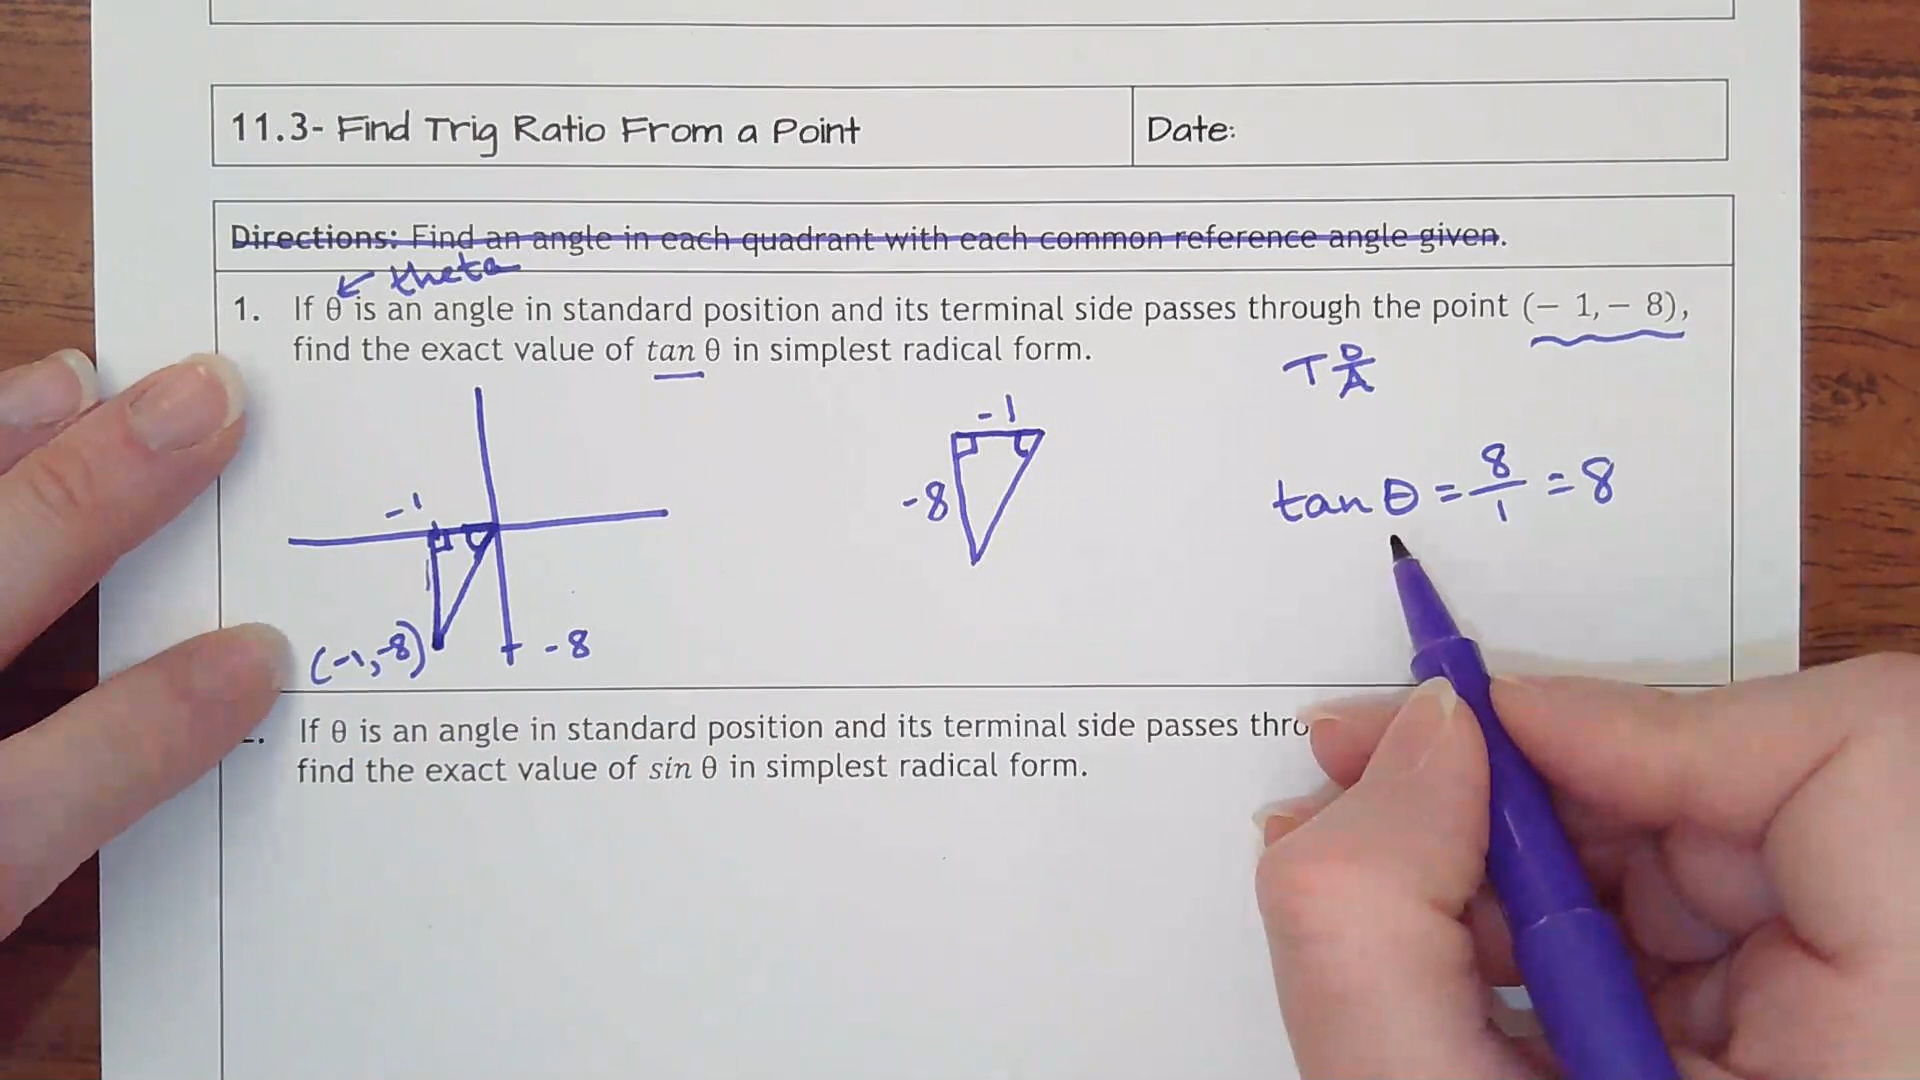 11.3- Find Trig Ratio From a Point
Date:
Directions: Find an angle in each quadrant with each common reference angle given.
theta
1. If θ is an angle in standard position and its terminal side passes through the point (− 1, − 8),
find the exact value of tan θ in simplest radical form.
T O/A
-1
-8
tan θ = 8/1 = 8
-1
(-1,-8)
-8
If θ is an angle in standard position and its terminal side passes
find the exact value of sin θ in simplest radical form.